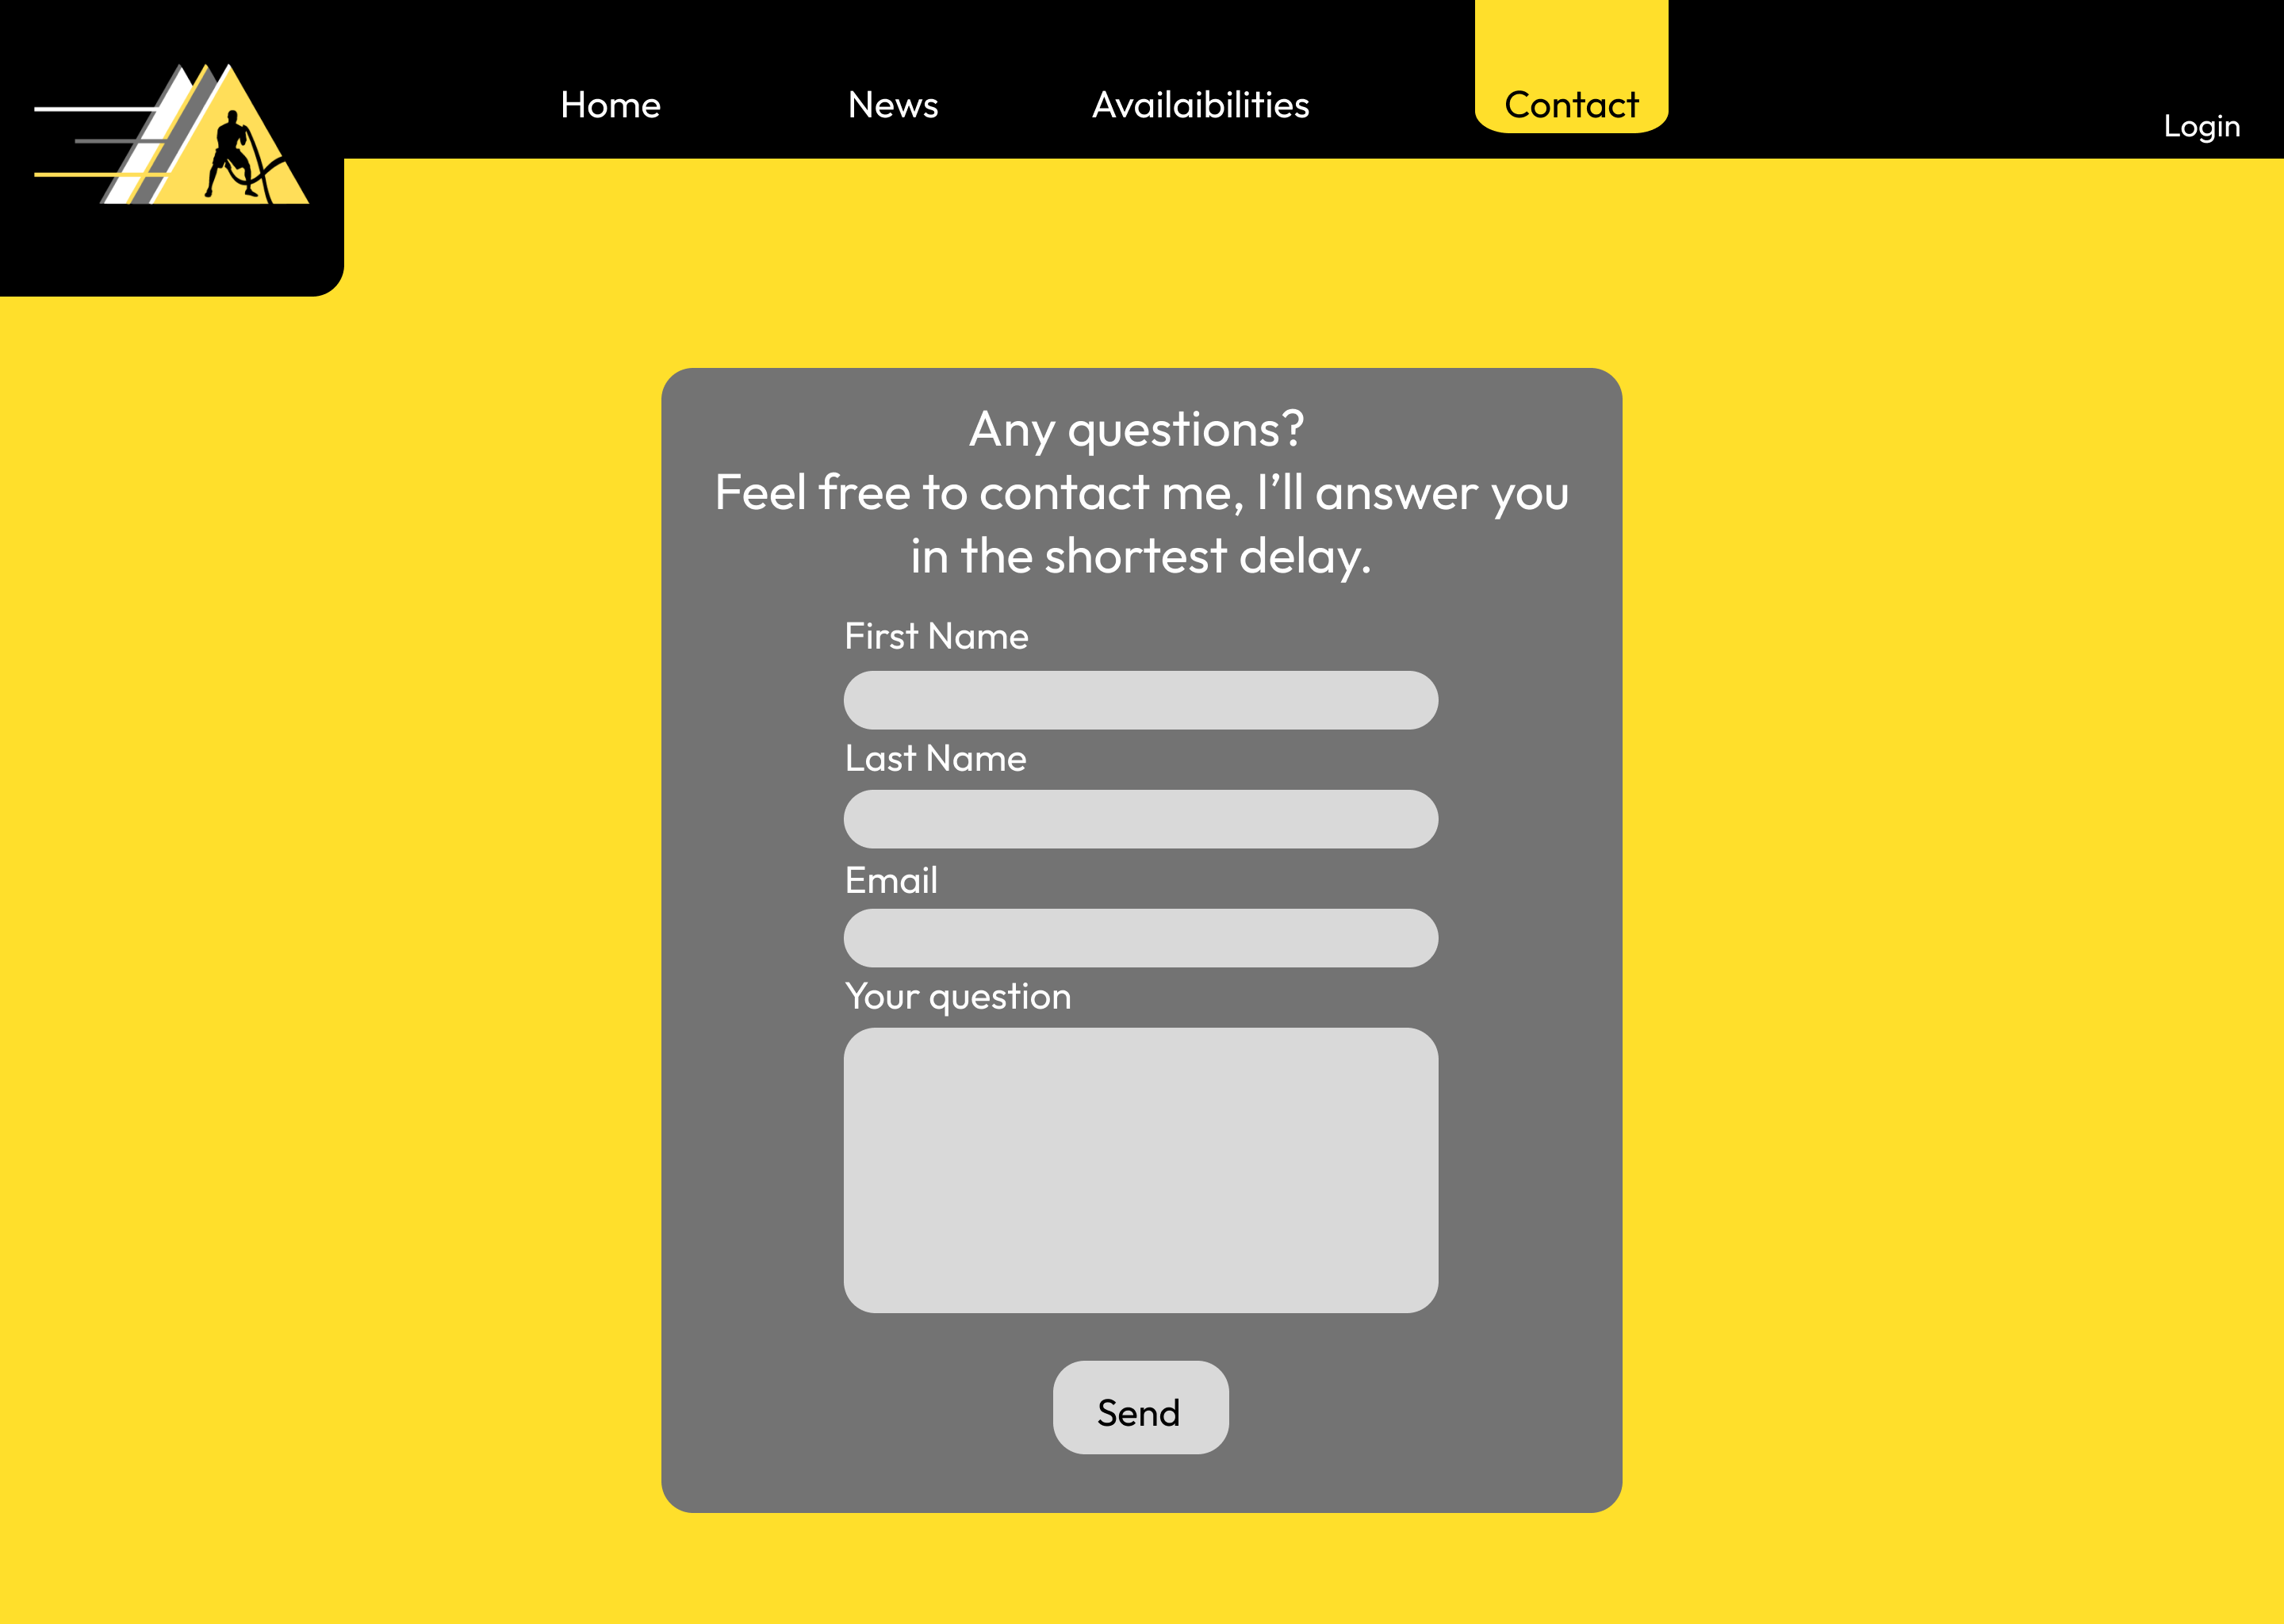 Home
News
Availaibilities
Contact
Login
Any questions?
Feel free to contact me, I’ll answer you
in the shortest delay.
First Name
Last Name
Email
Your question
Send